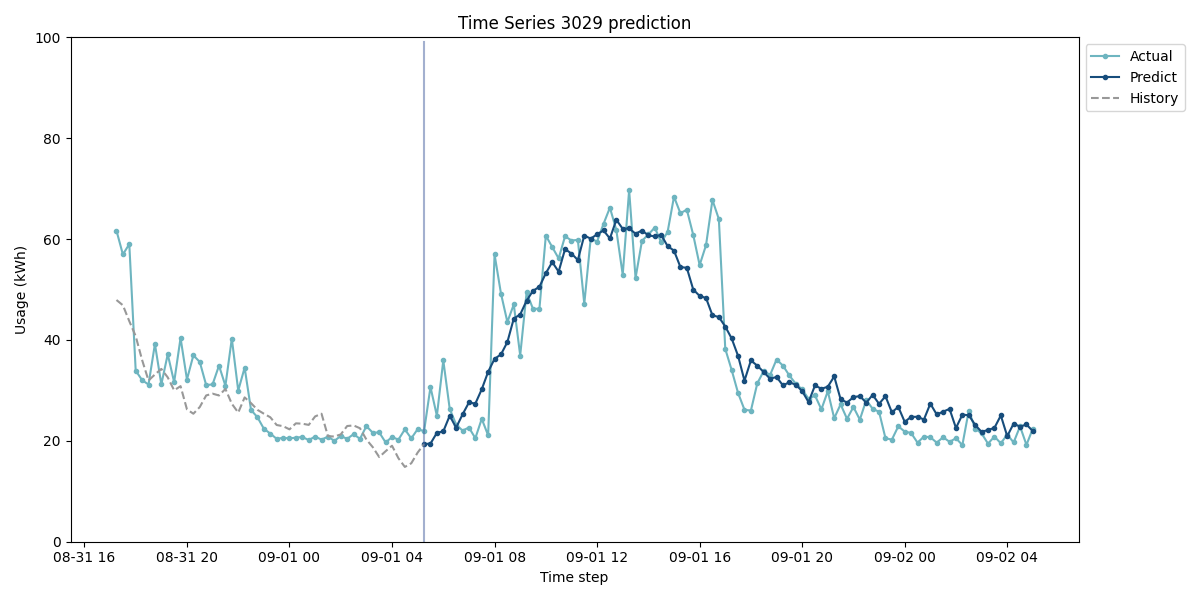 Time Series 3029 prediction
100
80
60
40
20
0
Usage (kWh)
08-31 16
08-31 20
09-01 00
09-01 04
09-01 08
09-01 12
09-01 16
09-01 20
09-02 00
09-02 04
Time step
Actual
Predict
History